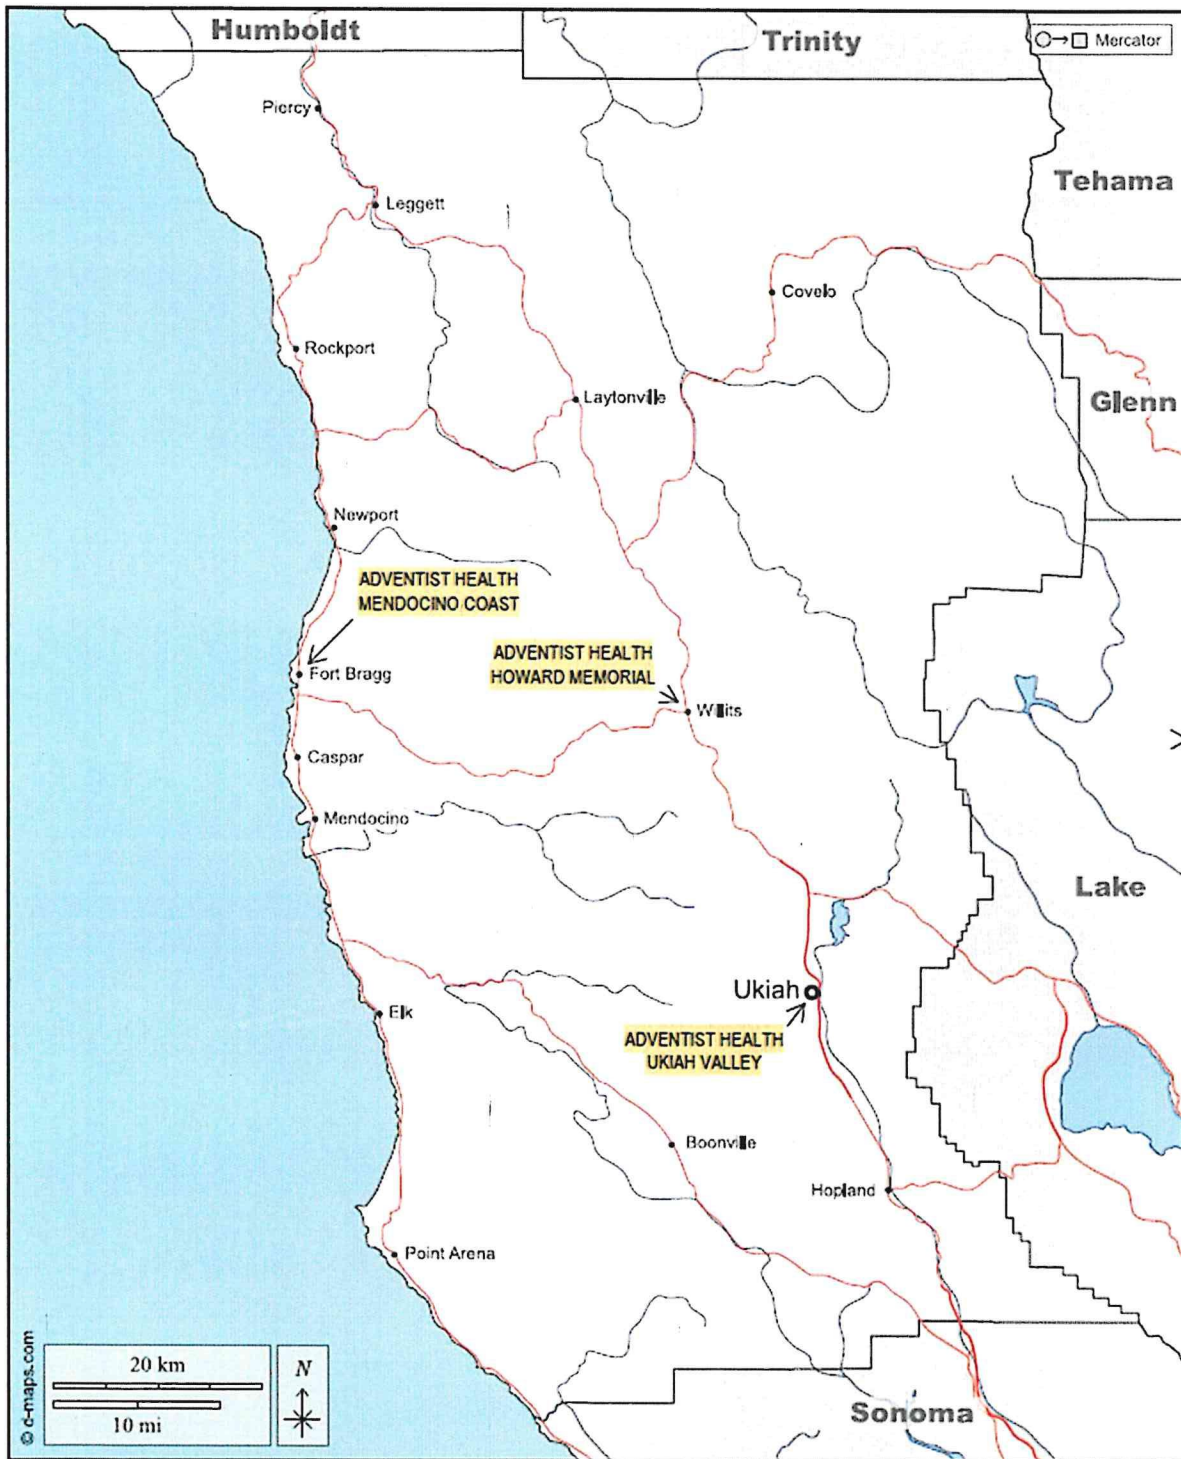 Humboldt
Trinity
Mercator
Piercy
Tehama
Leggett
Covelo
Rockport
Laytonville
Glenn
Newport
ADVENTIST HEALTH
MENDOCINO COAST
ADVENTIST HEALTH
HOWARD MEMORIAL
Fort Bragg
Willits
Caspar
Mendocino
Lake
Ukiah
Elk
ADVENTIST HEALTH
UKIAH VALLEY
Boonville
Hopland
Point Arena
20 km
10 mi
N
© d-maps.com
Sonoma